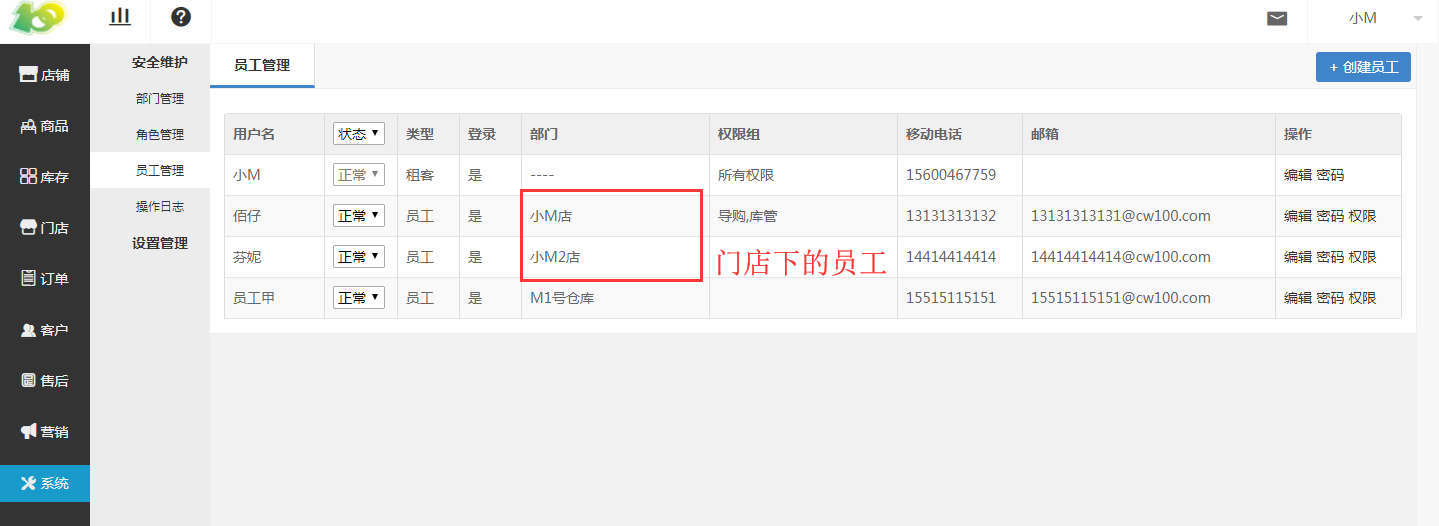 小M
店铺
商品
库存
门店
订单
客户
售后
营销
系统
安全维护
部门管理
角色管理
员工管理
操作日志
设置管理
员工管理
+ 创建员工
用户名 状态 类型 登录 部门 权限组 移动电话 邮箱 操作
小M 正常 租客 是 ---- 所有权限 15600467759 编辑 密码
佰仔 正常 员工 是 小M店 导购,库管 13131313132 13131313131@cw100.com 编辑 密码 权限
芬妮 正常 员工 是 小M2店 14414414414 14414414414@cw100.com 编辑 密码 权限
门店下的员工
员工甲 正常 员工 是 M1号仓库 15515115151 15515115151@cw100.com 编辑 密码 权限